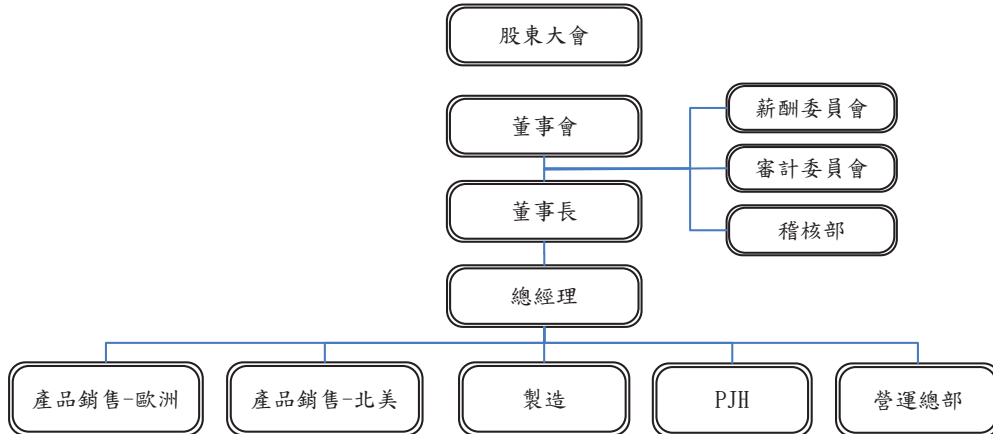 股東大會
董事會
薪酬委員會
審計委員會
董事長
稽核部
總經理
產品銷售-歐洲
產品銷售-北美
製造
PJH
營運總部